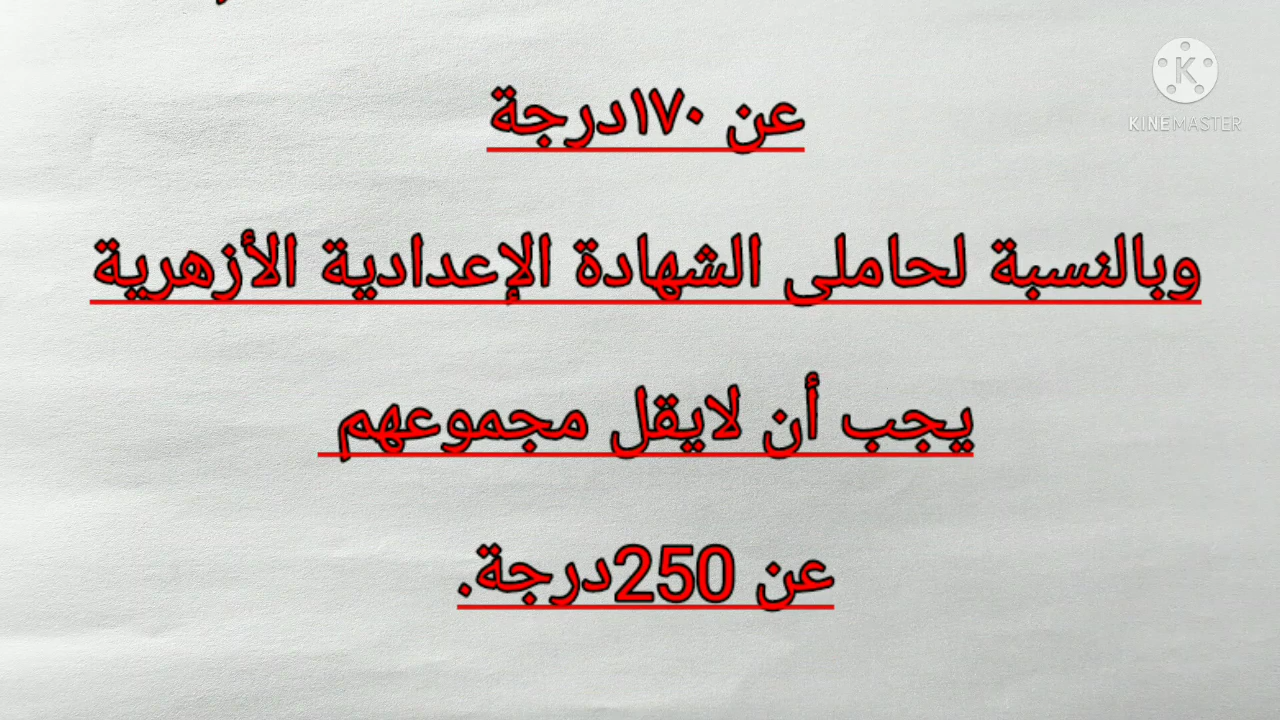 عن ١٧٠درجة
وبالنسبة لحاملى الشهادة الإعدادية الأزهرية
يجب أن لايقل مجموعهم
عن 250درجة.
KINEMASTER